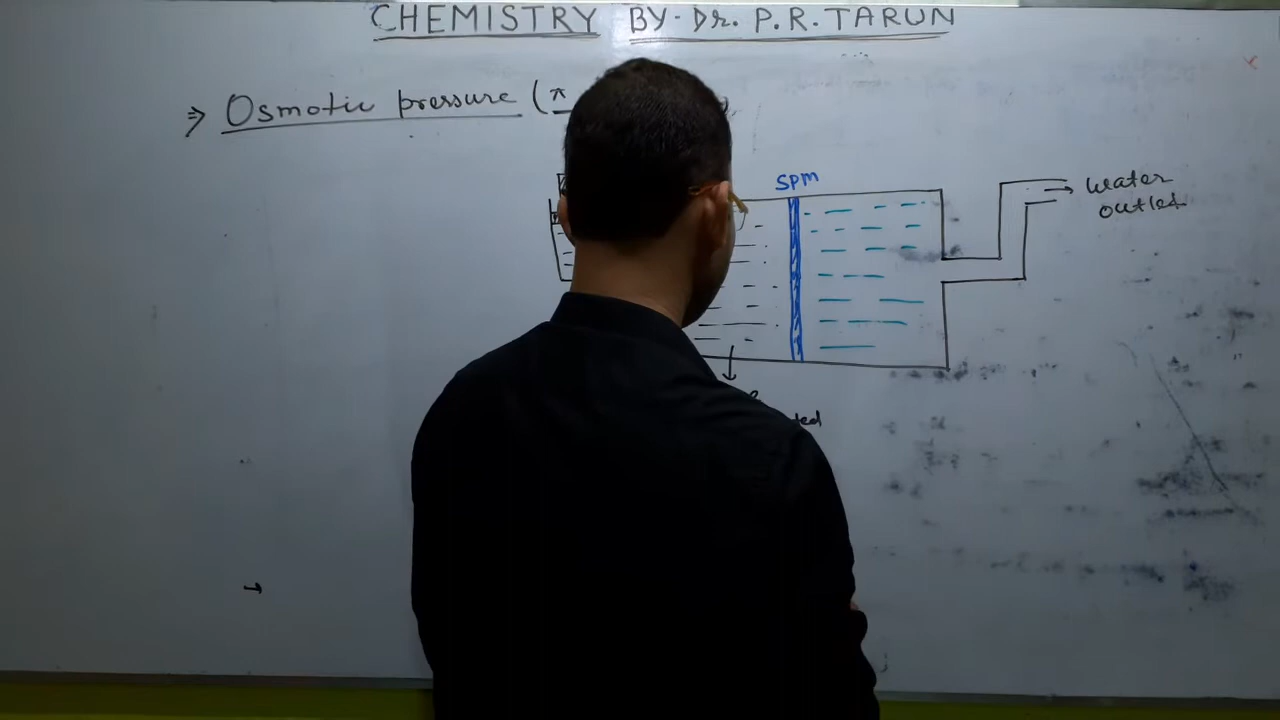 CHEMISTRY BY- Dr. P. R. TARUN
⇒ Osmotic pressure (π
SPM
Water
outlet